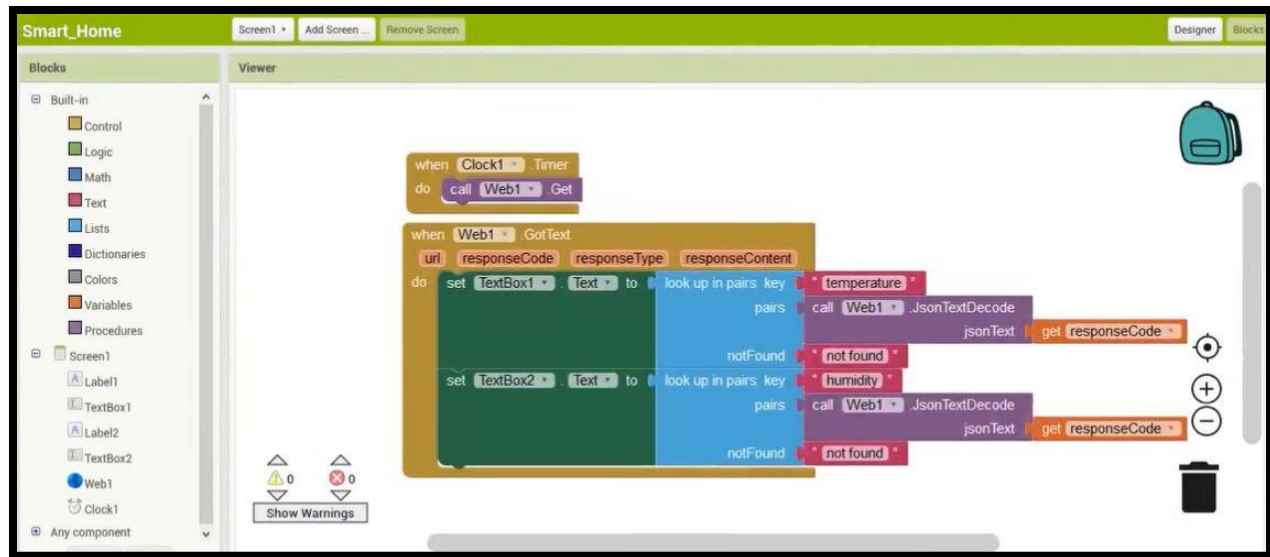 Smart_Home
Screen1 Add Screen ... Remove Screen
Designer Blocks
Blocks
Viewer
Built-in
Control
Logic
Math
Text
Lists
Dictionaries
Colors
Variables
Procedures
Screen1
Label1
TextBox1
Label2
TextBox2
Web1
Clock1
Any component
when Clock1 . Timer
do call Web1 . Get
when Web1 . GotText
url responseCode responseType responseContent
do set TextBox1 . Text to look up in pairs key " temperature "
pairs call Web1 . JsonTextDecode
jsonText get responseCode
notFound " not found "
set TextBox2 . Text to look up in pairs key " humidity "
pairs call Web1 . JsonTextDecode
jsonText get responseCode
notFound " not found "
0 0
Show Warnings